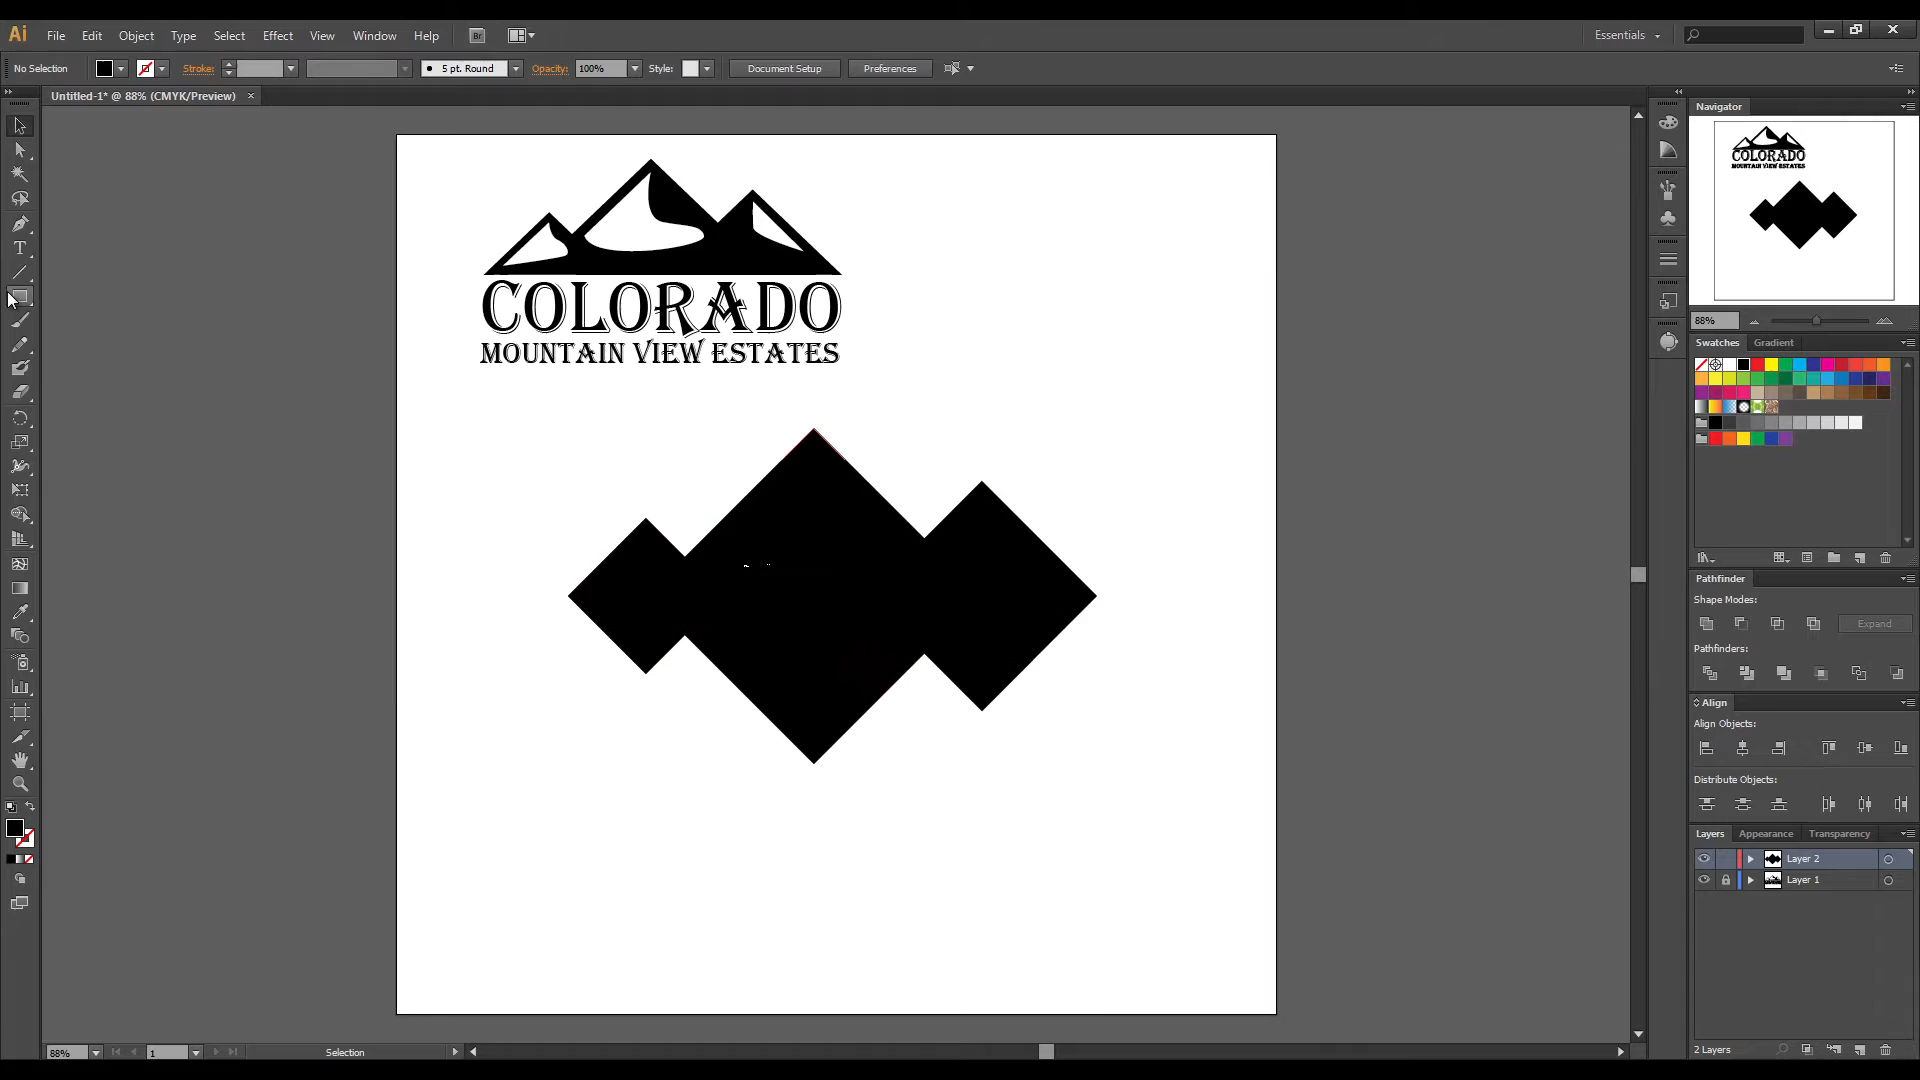 Ai File Edit Object Type Select Effect View Window Help Br Essentials
No Selection Stroke: 5 pt. Round Opacity: 100% Style: Document Setup Preferences
Untitled-1* @ 88% (CMYK/Preview) ×
Navigator
COLORADO
MOUNTAIN VIEW ESTATES
88%
Swatches Gradient
COLORADO
MOUNTAIN VIEW ESTATES
Pathfinder
Shape Modes:
Expand
Pathfinders:
Align
Align Objects:
Distribute Objects:
Layers Appearance Transparency
Layer 2
Layer 1
2 Layers
88% 1 Selection